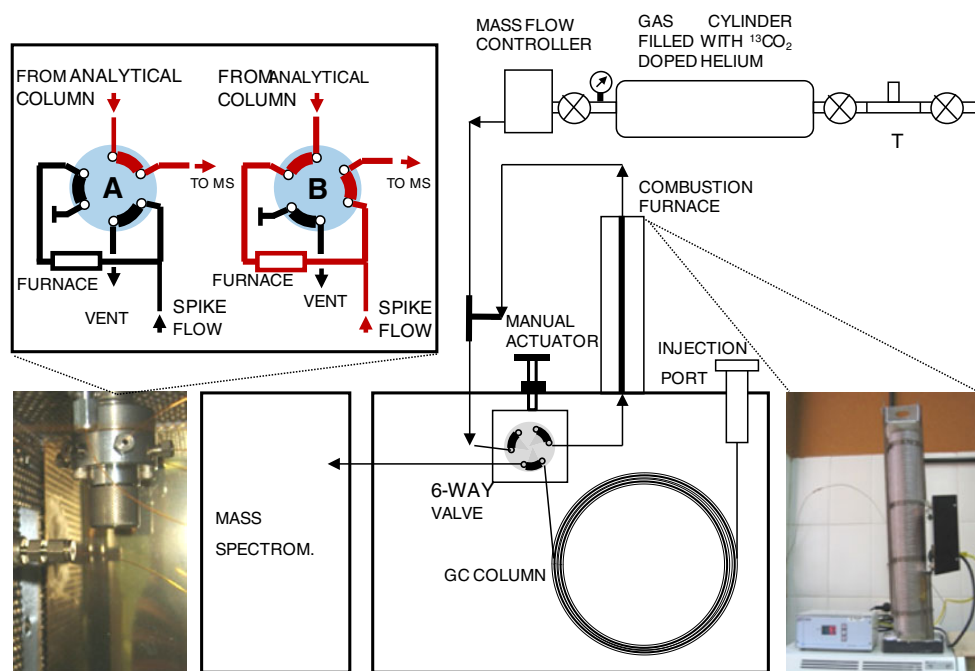 FROM ANALYTICAL
COLUMN
FROM ANALYTICAL
COLUMN
A
TO MS
B
TO MS
FURNACE
VENT
SPIKE
FLOW
FURNACE
VENT
SPIKE
FLOW
MASS FLOW
CONTROLLER
GAS CYLINDER
FILLED WITH ¹³CO₂
DOPED HELIUM
T
COMBUSTION
FURNACE
MANUAL
ACTUATOR
INJECTION
PORT
6-WAY
VALVE
GC COLUMN
MASS
SPECTROM.